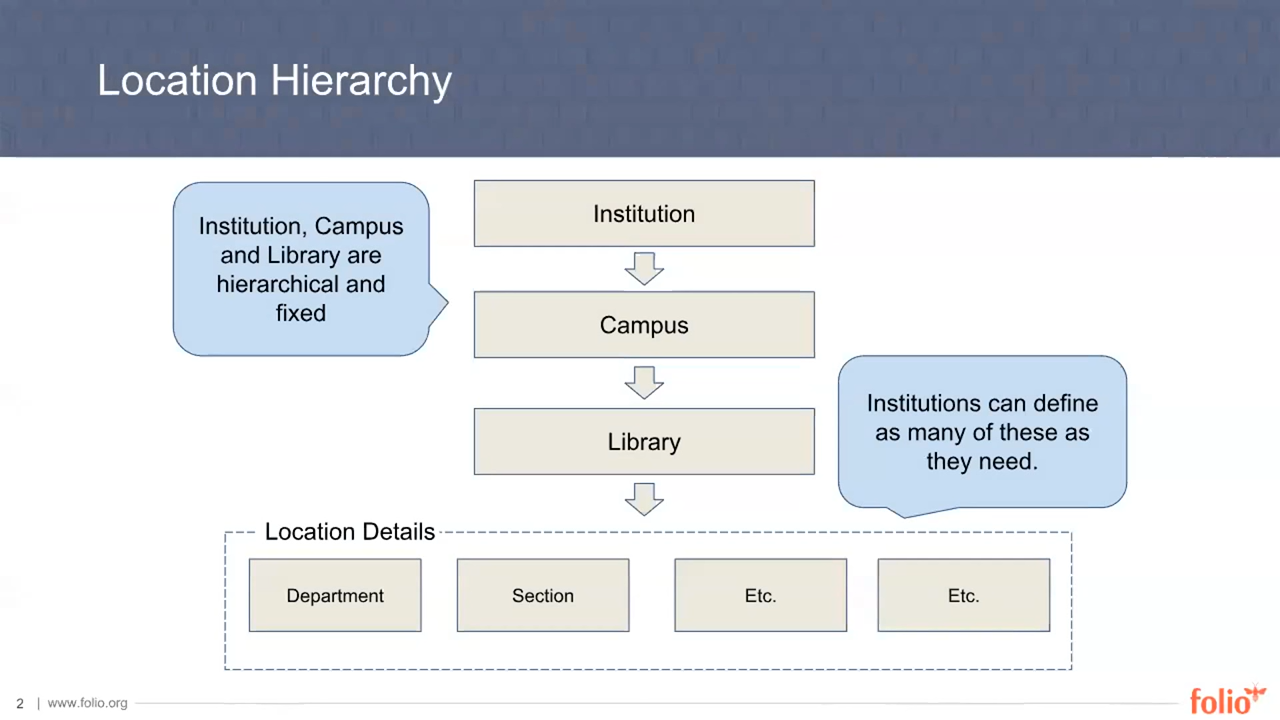 Location Hierarchy
Institution, Campus
and Library are
hierarchical and
fixed
Institution
Campus
Library
Institutions can define
as many of these as
they need.
Location Details
Department
Section
Etc.
Etc.
2 | www.folio.org
folio